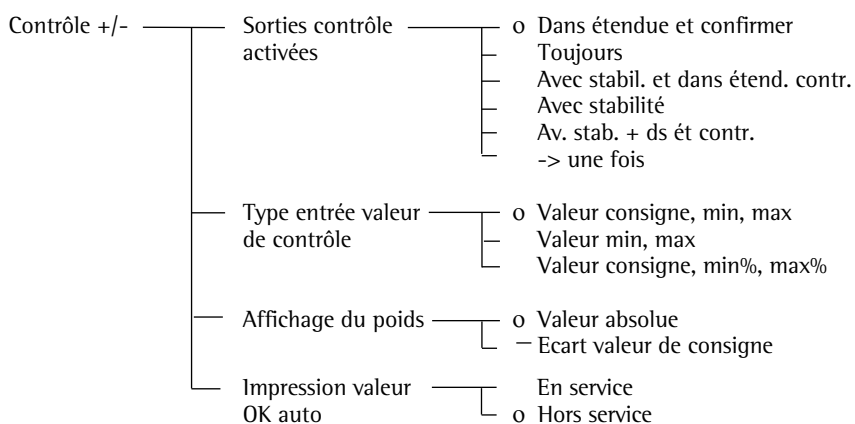 Contrôle +/- Sorties contrôle o Dans étendue et confirmer
activées Toujours
Avec stabil. et dans étend. contr.
Avec stabilité
Av. stab. + ds ét contr.
-> une fois
Type entrée valeur o Valeur consigne, min, max
de contrôle Valeur min, max
Valeur consigne, min%, max%
Affichage du poids o Valeur absolue
Ecart valeur de consigne
Impression valeur En service
OK auto o Hors service